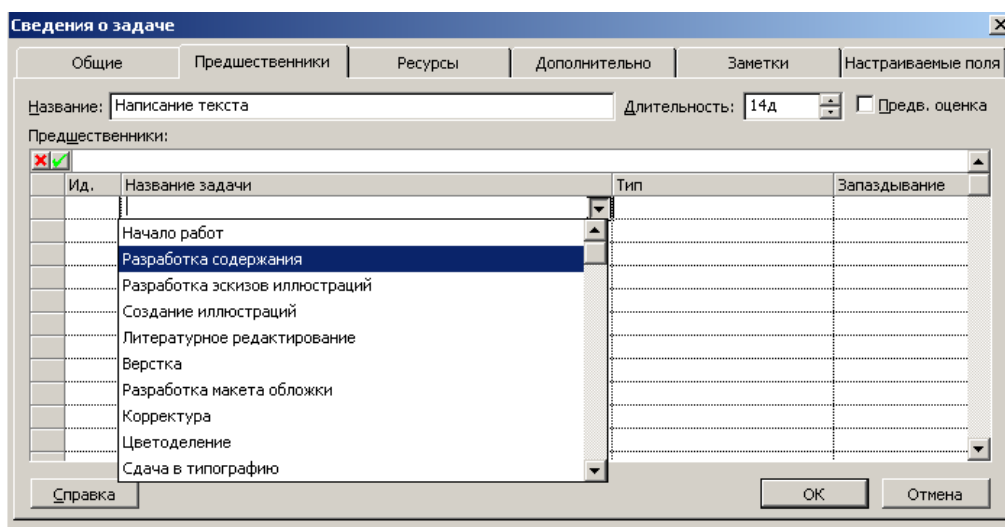 Сведения о задаче
Общие Предшественники Ресурсы Дополнительно Заметки Настраиваемые поля
Название: Написание текста Длительность: 14д Предв. оценка
Предшественники:
Ид. Название задачи Тип Запаздывание
Начало работ
Разработка содержания
Разработка эскизов иллюстраций
Создание иллюстраций
Литературное редактирование
Верстка
Разработка макета обложки
Корректура
Цветоделение
Сдача в типографию
Справка ОК Отмена